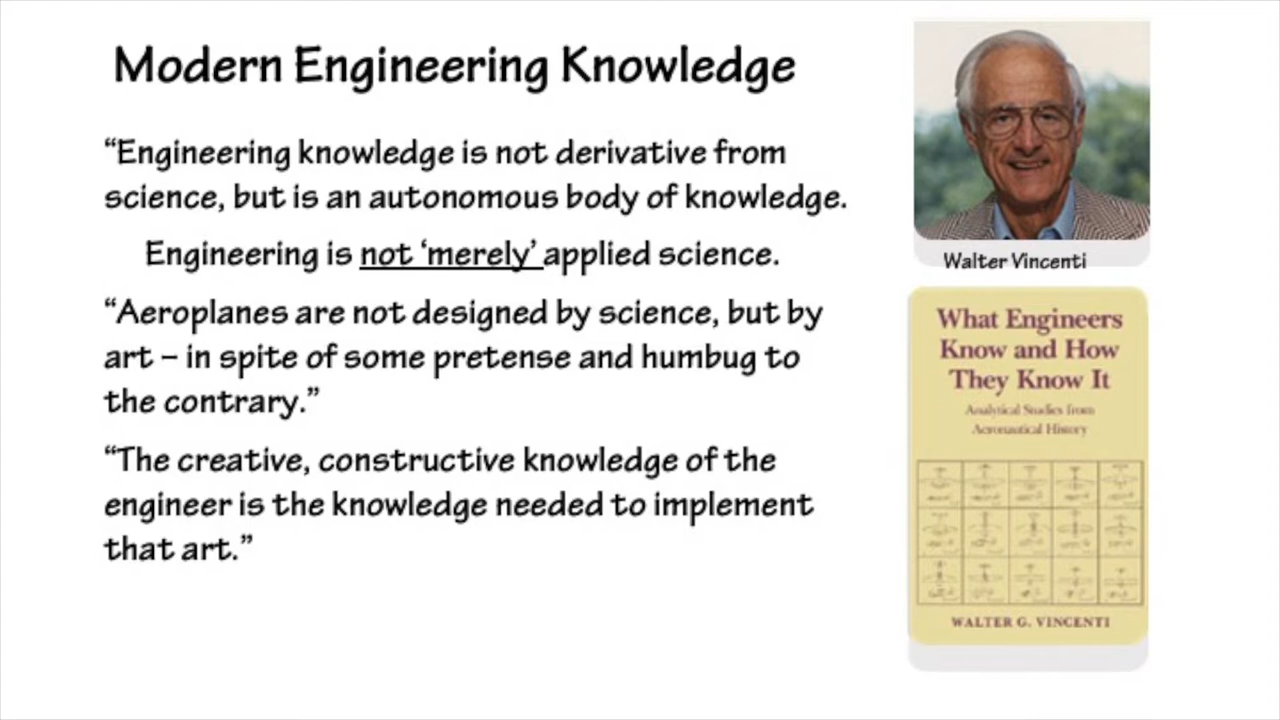 Modern Engineering Knowledge
“Engineering knowledge is not derivative from
science, but is an autonomous body of knowledge.
Engineering is not ‘merely’ applied science.
“Aeroplanes are not designed by science, but by
art – in spite of some pretense and humbug to
the contrary.”
“The creative, constructive knowledge of the
engineer is the knowledge needed to implement
that art.”
Walter Vincenti
What Engineers
Know and How
They Know It
Analytical Studies from
Aeronautical History
WALTER G. VINCENTI